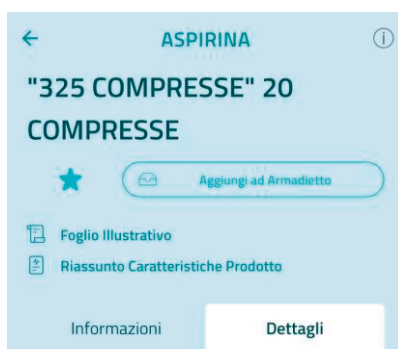 ASPIRINA
"325 COMPRESSE" 20
COMPRESSE
Aggiungi ad Armadietto
Foglio Illustrativo
Riassunto Caratteristiche Prodotto
Informazioni Dettagli